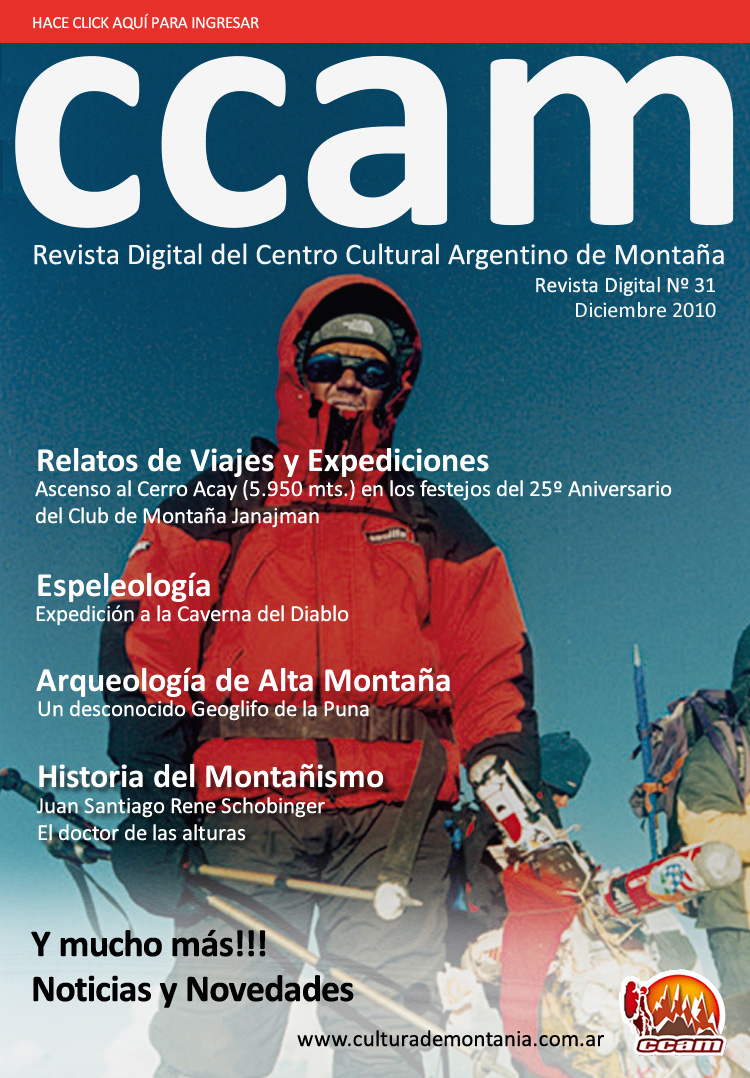 HACE CLICK AQUÍ PARA INGRESAR
ccam
Revista Digital del Centro Cultural Argentino de Montaña
Revista Digital Nº 31
Diciembre 2010
Relatos de Viajes y Expediciones
Ascenso al Cerro Acay (5.950 mts.) en los festejos del 25º Aniversario
del Club de Montaña Janajman
Espeleología
Expedición a la Caverna del Diablo
Arqueología de Alta Montaña
Un desconocido Geoglifo de la Puna
Historia del Montañismo
Juan Santiago Rene Schobinger
El doctor de las alturas
Y mucho más!!!
Noticias y Novedades
www.culturademontania.com.ar
ccam